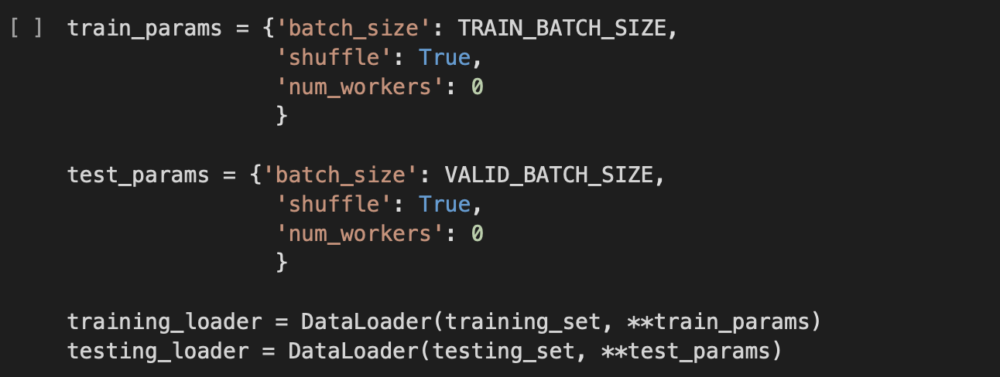 [ ] train_params = {'batch_size': TRAIN_BATCH_SIZE,
                'shuffle': True,
                'num_workers': 0
                }
test_params = {'batch_size': VALID_BATCH_SIZE,
                'shuffle': True,
                'num_workers': 0
                }
training_loader = DataLoader(training_set, **train_params)
testing_loader = DataLoader(testing_set, **test_params)